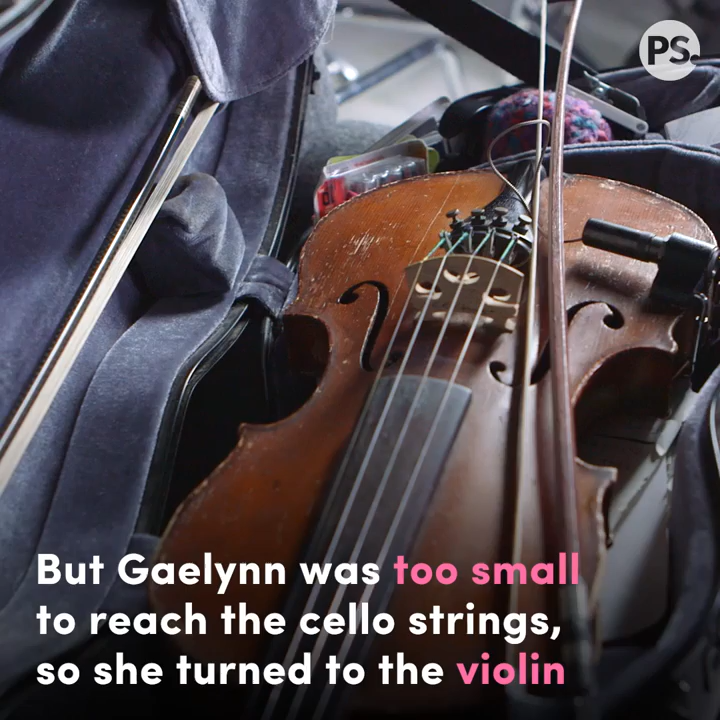 PS.
But Gaelynn was too small
to reach the cello strings,
so she turned to the violin